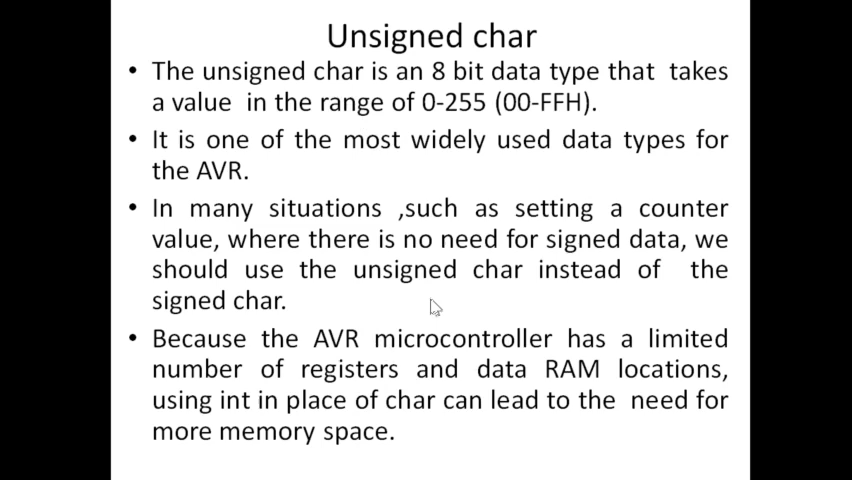 Unsigned char
• The unsigned char is an 8 bit data type that takes
a value in the range of 0-255 (00-FFH).
• It is one of the most widely used data types for
the AVR.
• In many situations ,such as setting a counter
value, where there is no need for signed data, we
should use the unsigned char instead of the
signed char.
• Because the AVR microcontroller has a limited
number of registers and data RAM locations,
using int in place of char can lead to the need for
more memory space.